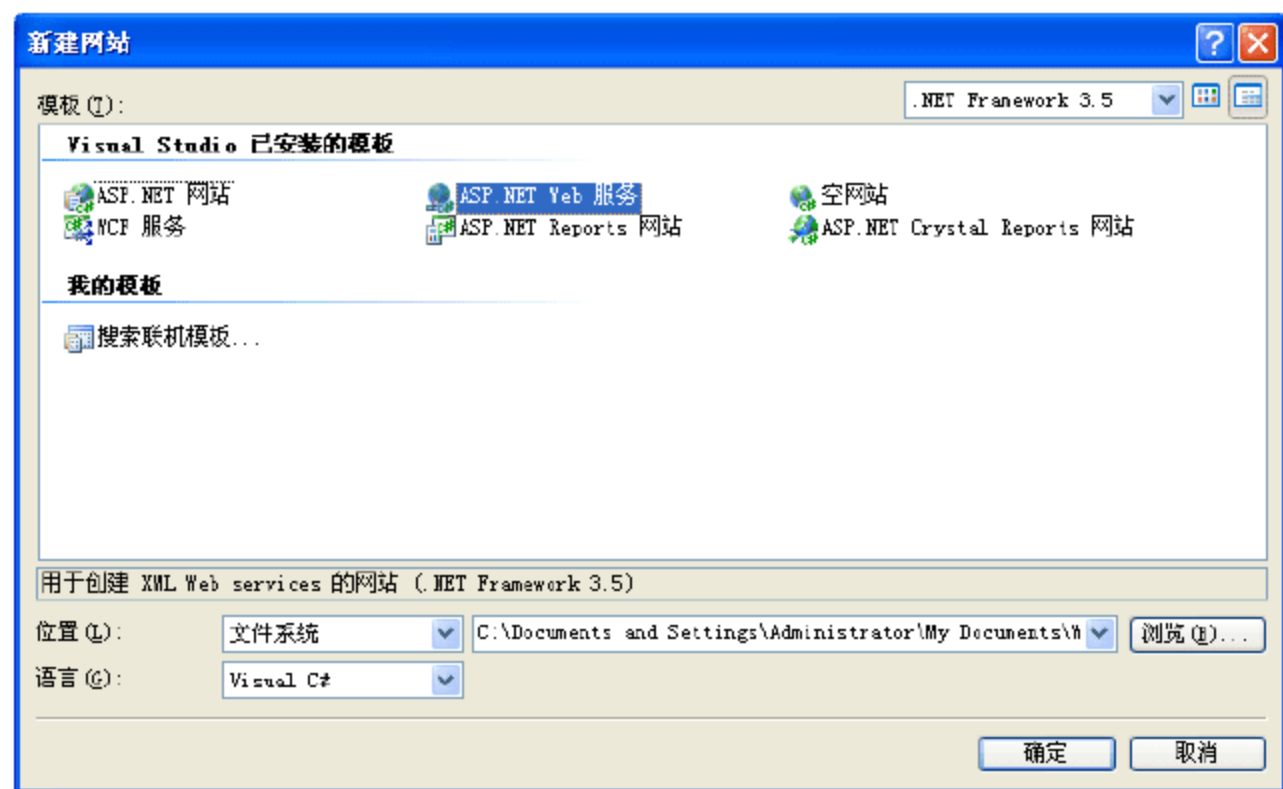 新建网站
模板(T):
.NET Framework 3.5
Visual Studio 已安装的模板
ASP.NET 网站
ASP.NET Web 服务
空网站
WCF 服务
ASP.NET Reports 网站
ASP.NET Crystal Reports 网站
我的模板
搜索联机模板...
用于创建 XML Web services 的网站 (.NET Framework 3.5)
位置(L):
文件系统
C:\Documents and Settings\Administrator\My Documents\
浏览(B)...
语言(G):
Visual C#
确定
取消